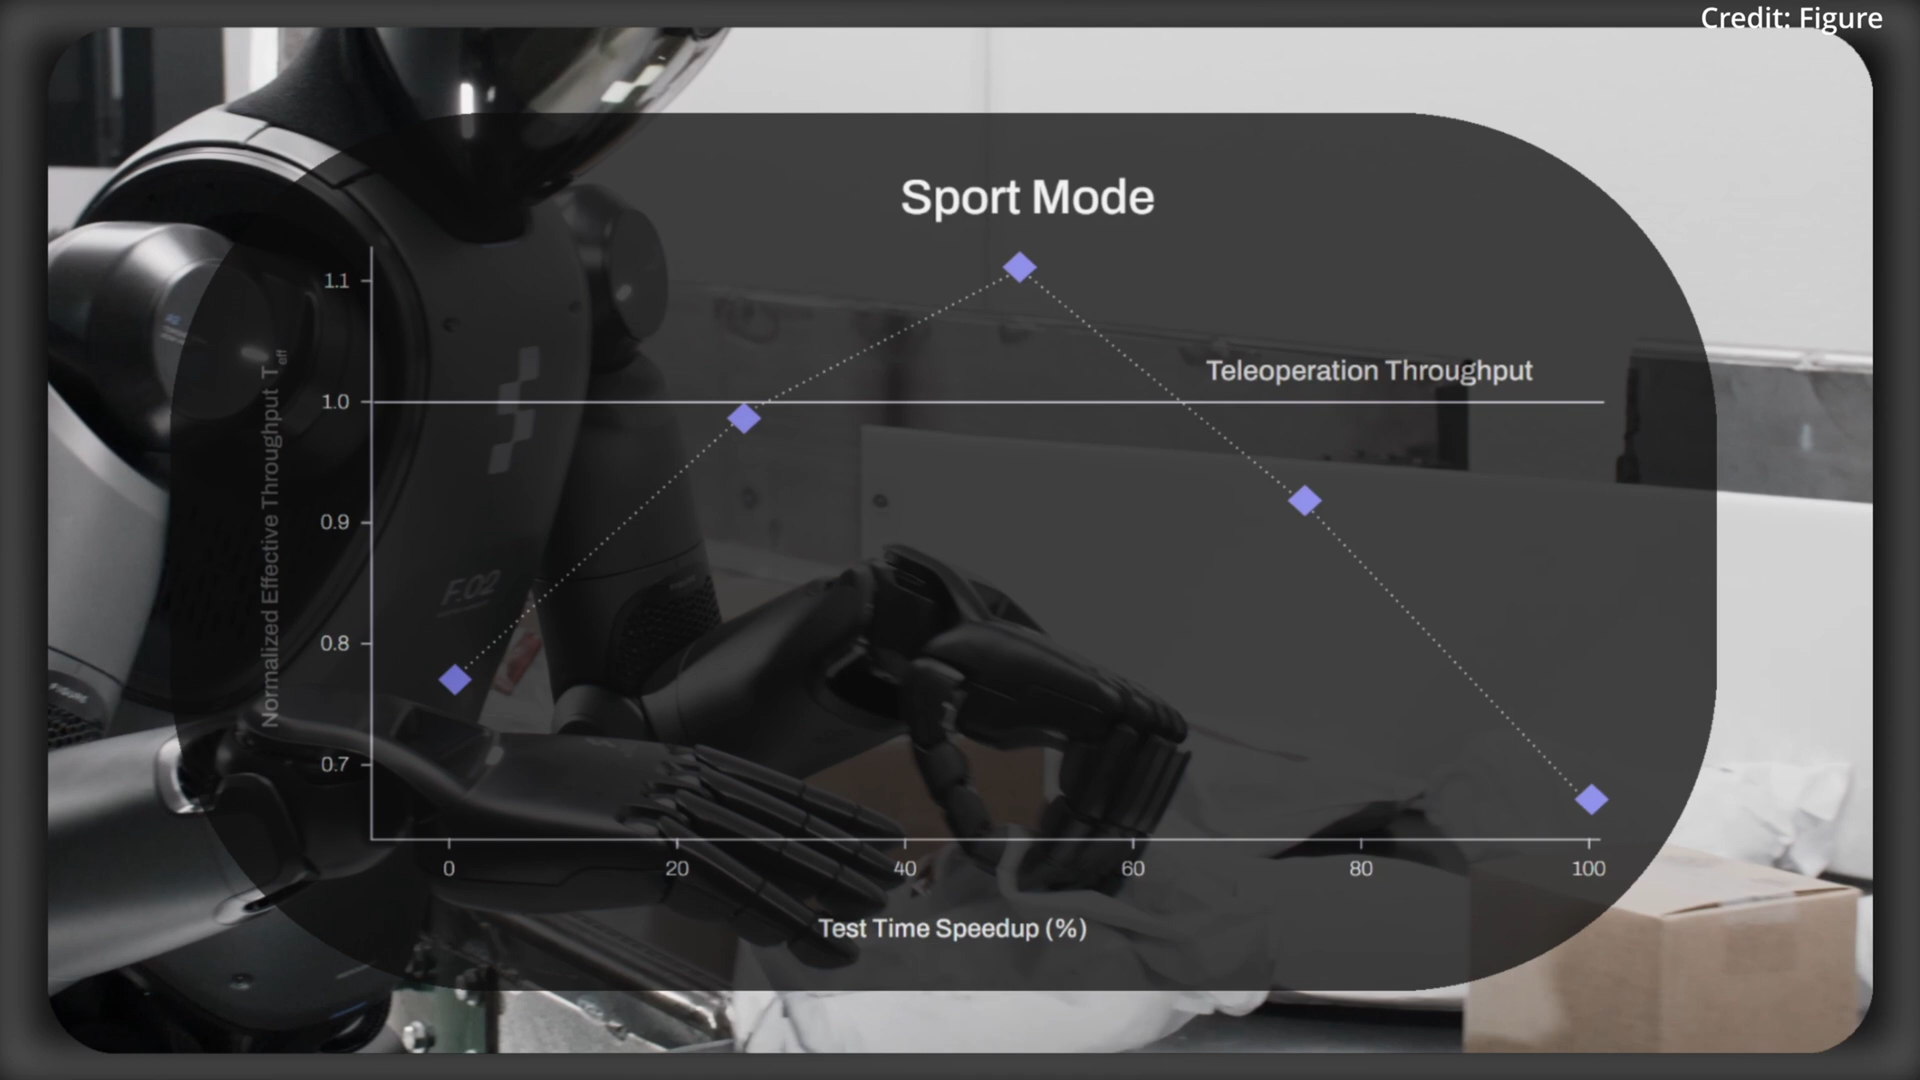 Credit: Figure
Sport Mode
1.1
1.0
0.9
0.8
0.7
Normalized Effective Throughput Teff
Teleoperation Throughput
F.02
0
20
40
60
80
100
Test Time Speedup (%)